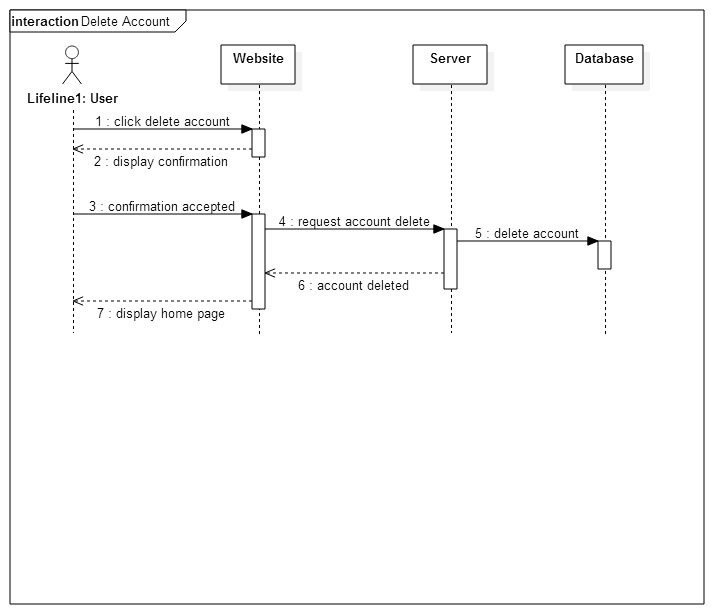 interaction Delete Account
Website
Server
Database
Lifeline1: User
1 : click delete account
2 : display confirmation
3 : confirmation accepted
4 : request account delete
5 : delete account
6 : account deleted
7 : display home page